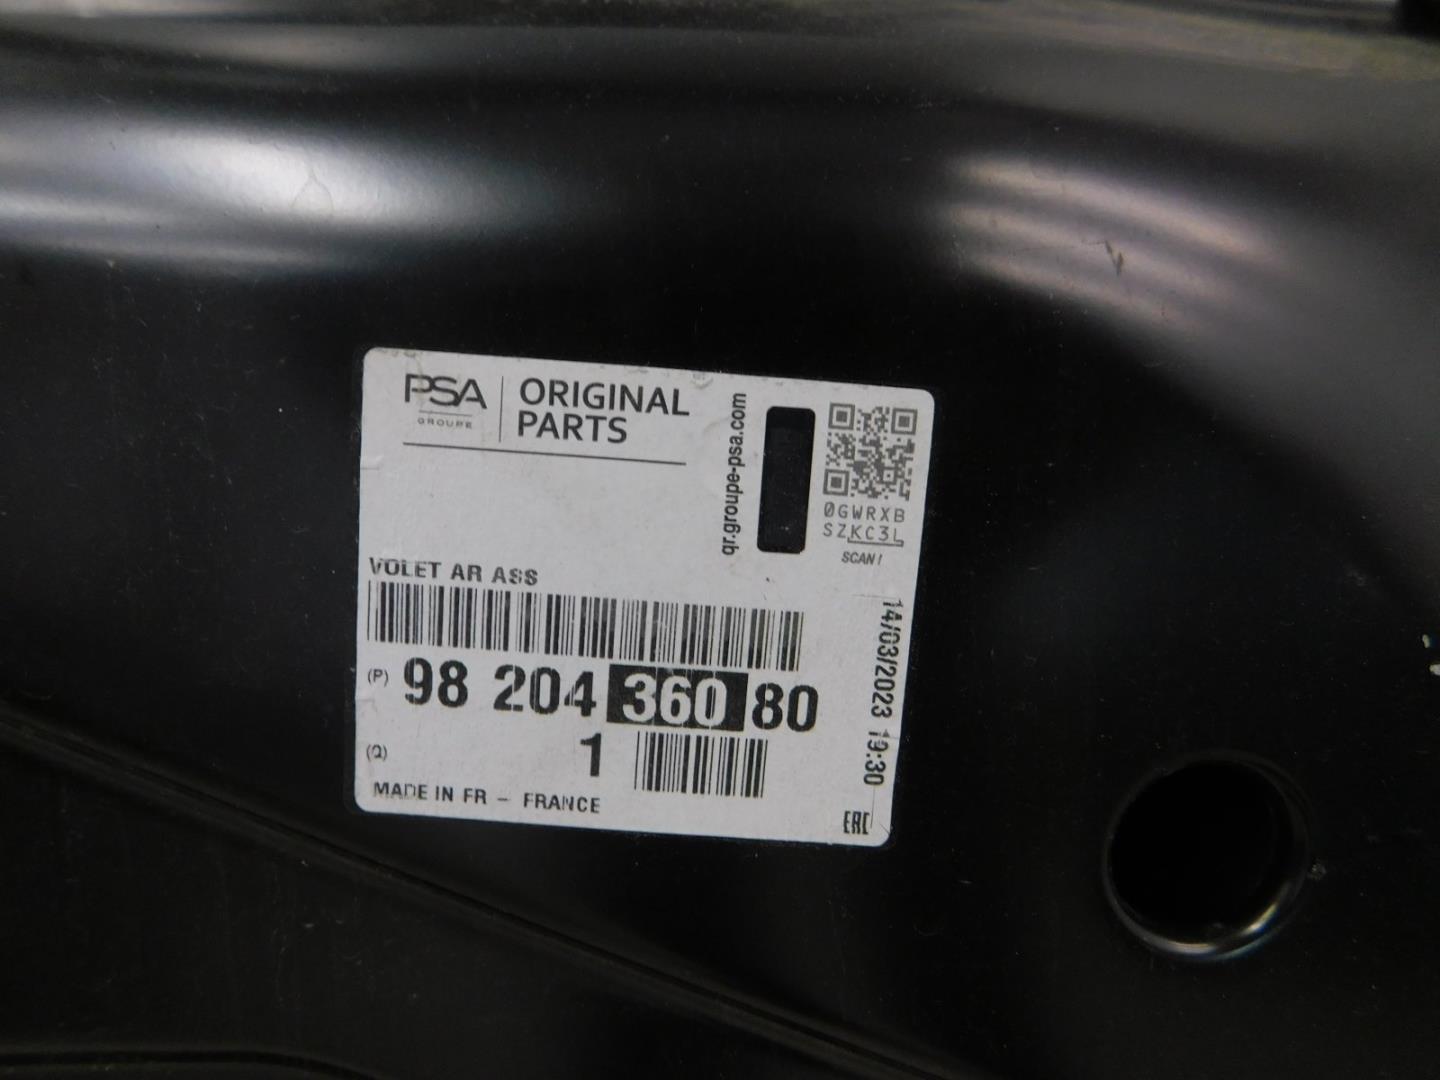 PSA
GROUPE
ORIGINAL
PARTS
qr.groupe-psa.com
0GWRXB
SZKC3L
SCAN!
VOLET AR ASS
(P) 98 204 360 80
(Q) 1
MADE IN FR - FRANCE
14/03/2023 19:30
EAC